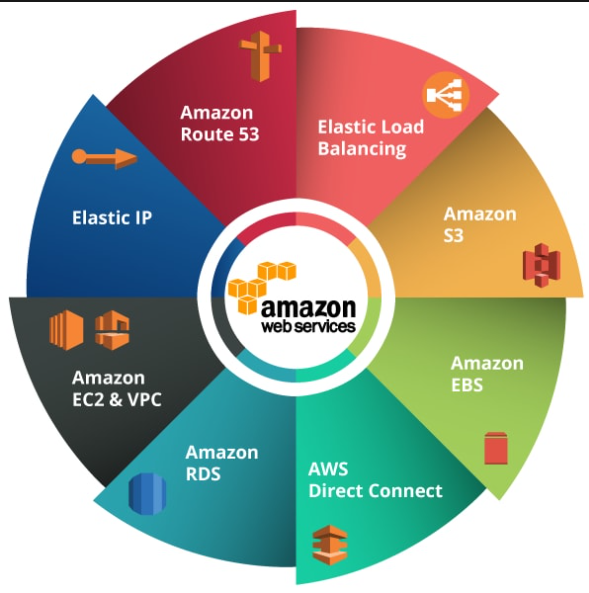 Amazon
Route 53
Elastic Load
Balancing
Amazon
S3
Amazon
EBS
AWS
Direct Connect
Amazon
RDS
Amazon
EC2 & VPC
Elastic IP
amazon
web services